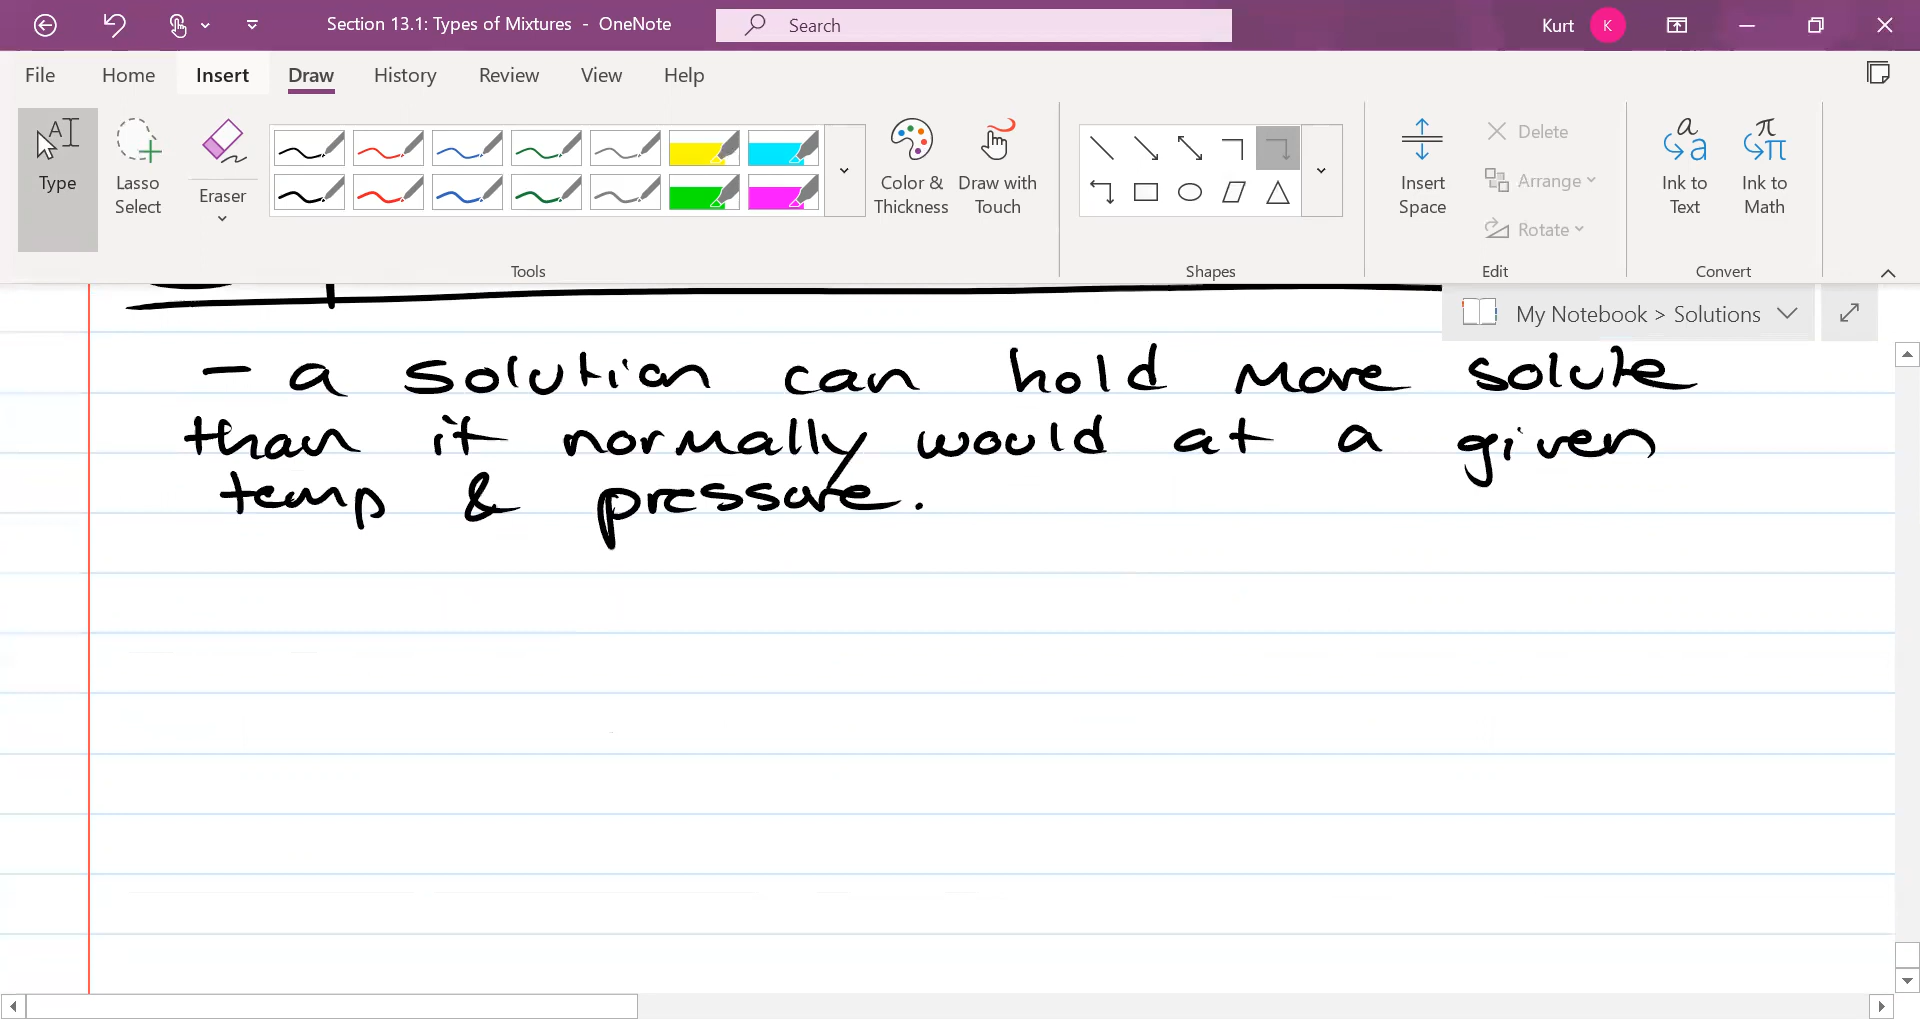 Section 13.1: Types of Mixtures - OneNote
Search
Kurt
K
File Home Insert Draw History Review View Help
Type
Lasso Select
Eraser
Color & Thickness
Draw with Touch
Insert Space
Delete
Arrange
Rotate
Ink to Text
Ink to Math
Tools
Shapes
Edit
Convert
My Notebook > Solutions
- a solution can hold more solute
than it normally would at a given
temp & pressure.